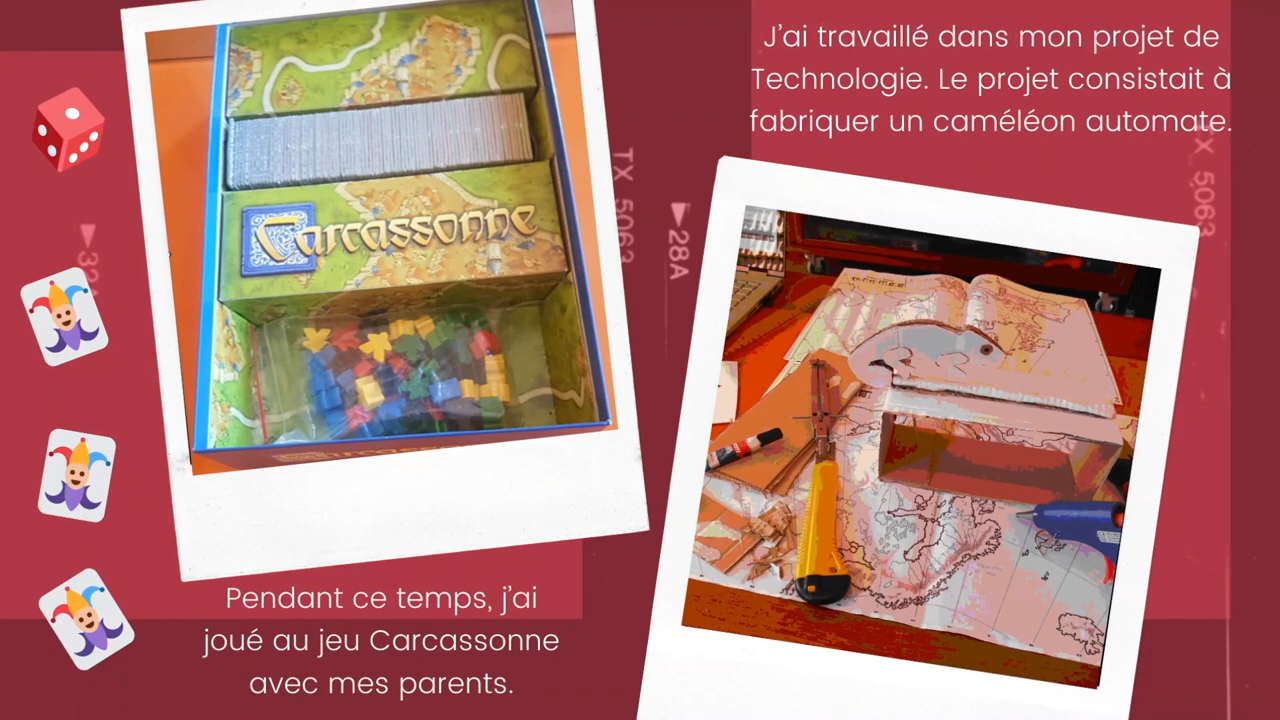 J'ai travaillé dans mon projet de
Technologie. Le projet consistait à
fabriquer un caméléon automate.
TX 5063
▶28A
TX 5063
Carcassonne
Pendant ce temps, j'ai
joué au jeu Carcassonne
avec mes parents.